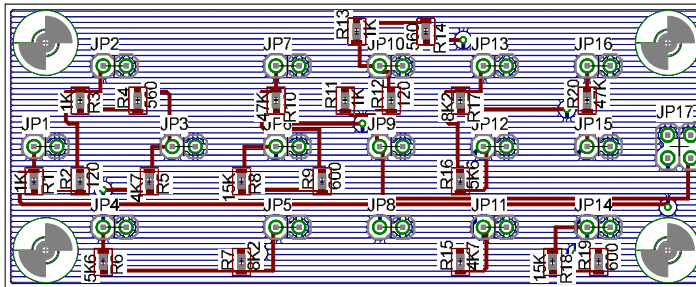 R13 1K 560 R14
JP2 JP7 JP10 JP13 JP16
1K R3 R4 560 47K R10 R11 1K R12 120 8K2 R17 R20 47K
JP17
JP1 JP3 JP9 JP12 JP15
1K R1 R2 120 4K7 R5 15K R8 R9 600 R16 5K6
JP4 JP5 JP8 JP11 JP14
5K6 R6 R7 8K2 R15 4K7 15K R18 R19 600